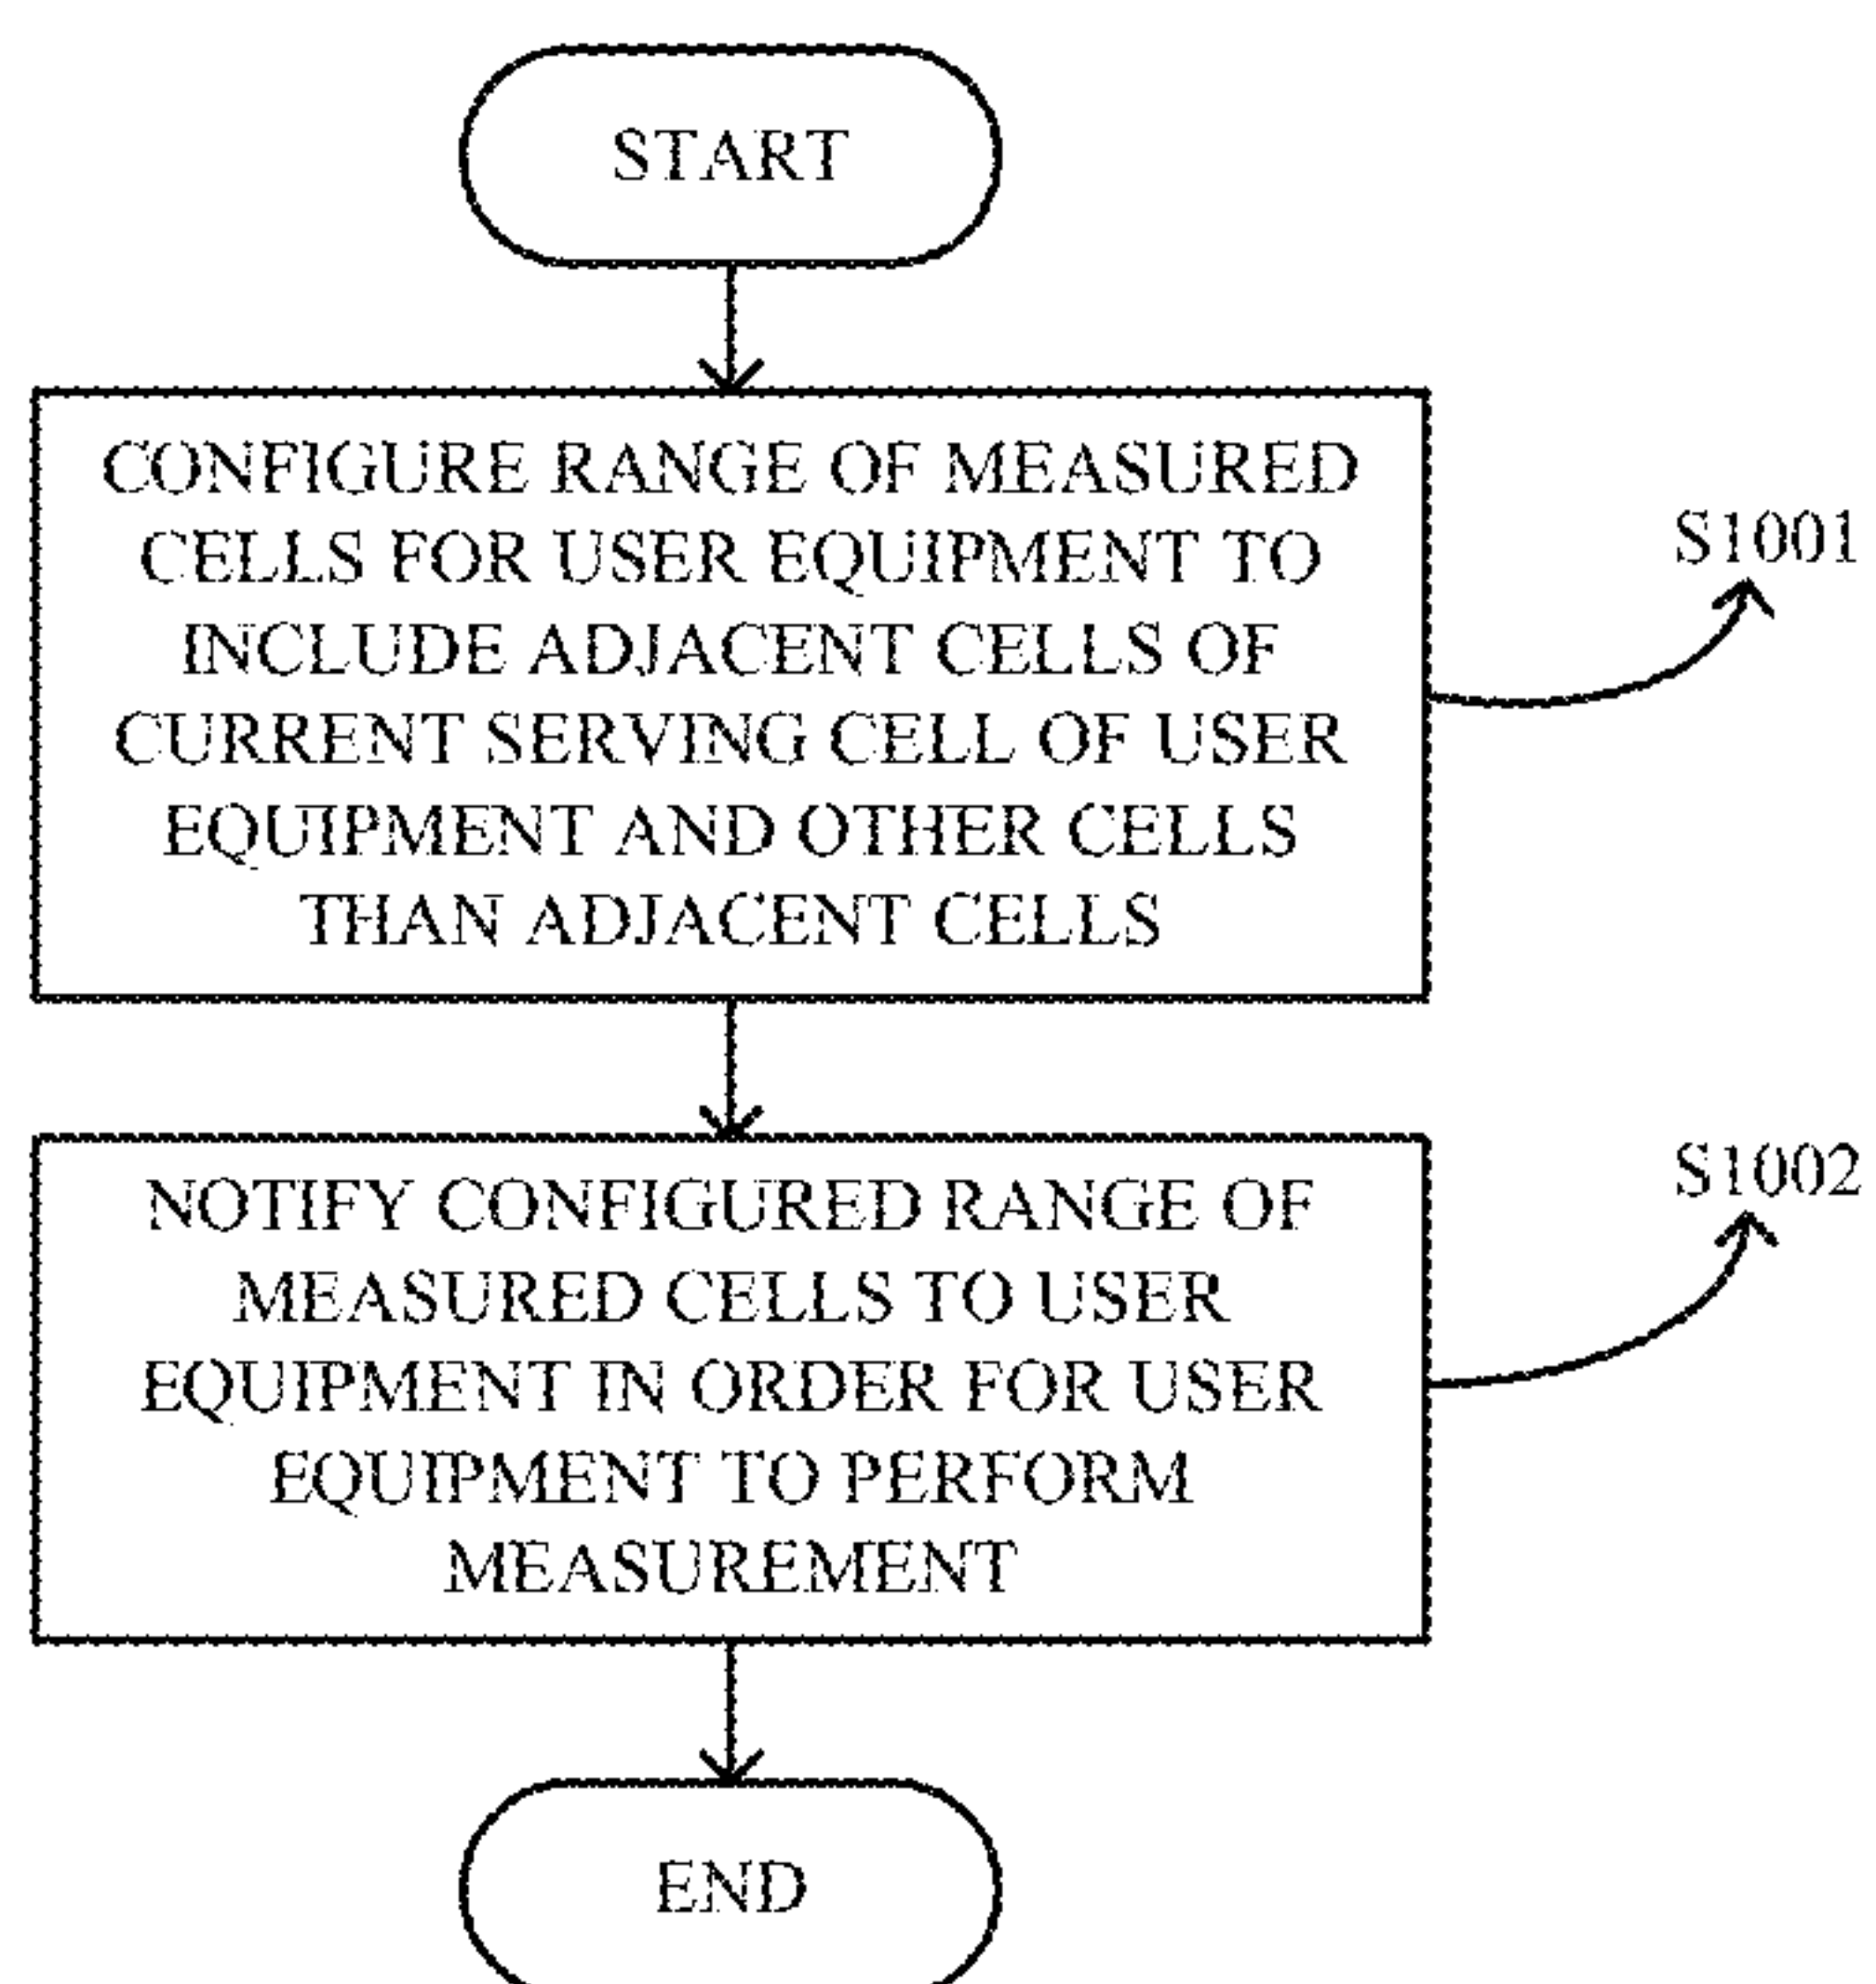 START
CONFIGURE RANGE OF MEASURED
CELLS FOR USER EQUIPMENT TO
INCLUDE ADJACENT CELLS OF
CURRENT SERVING CELL OF USER
EQUIPMENT AND OTHER CELLS
THAN ADJACENT CELLS
S1001
NOTIFY CONFIGURED RANGE OF
MEASURED CELLS TO USER
EQUIPMENT IN ORDER FOR USER
EQUIPMENT TO PERFORM
MEASUREMENT
S1002
END